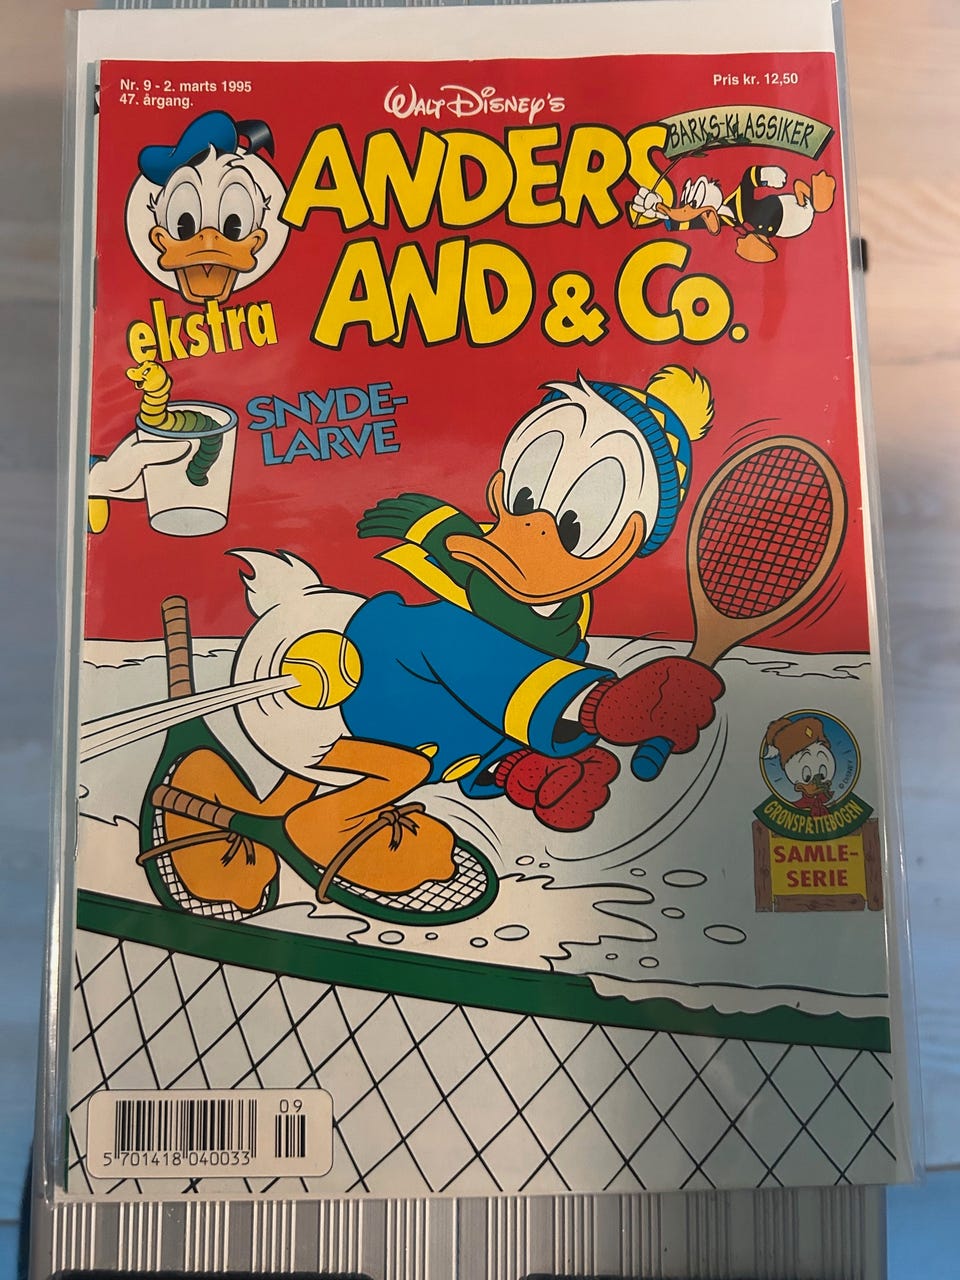 Nr. 9 - 2. marts 1995
47. årgang.
Pris kr. 12,50
WALT DISNEY'S
ANDERS
AND & Co.
BARKS-KLASSIKER
ekstra
SNYDE-
LARVE
© DISNEY
GRØNSPÆTTEBOGEN
SAMLE-
SERIE
09
5 701418 040033